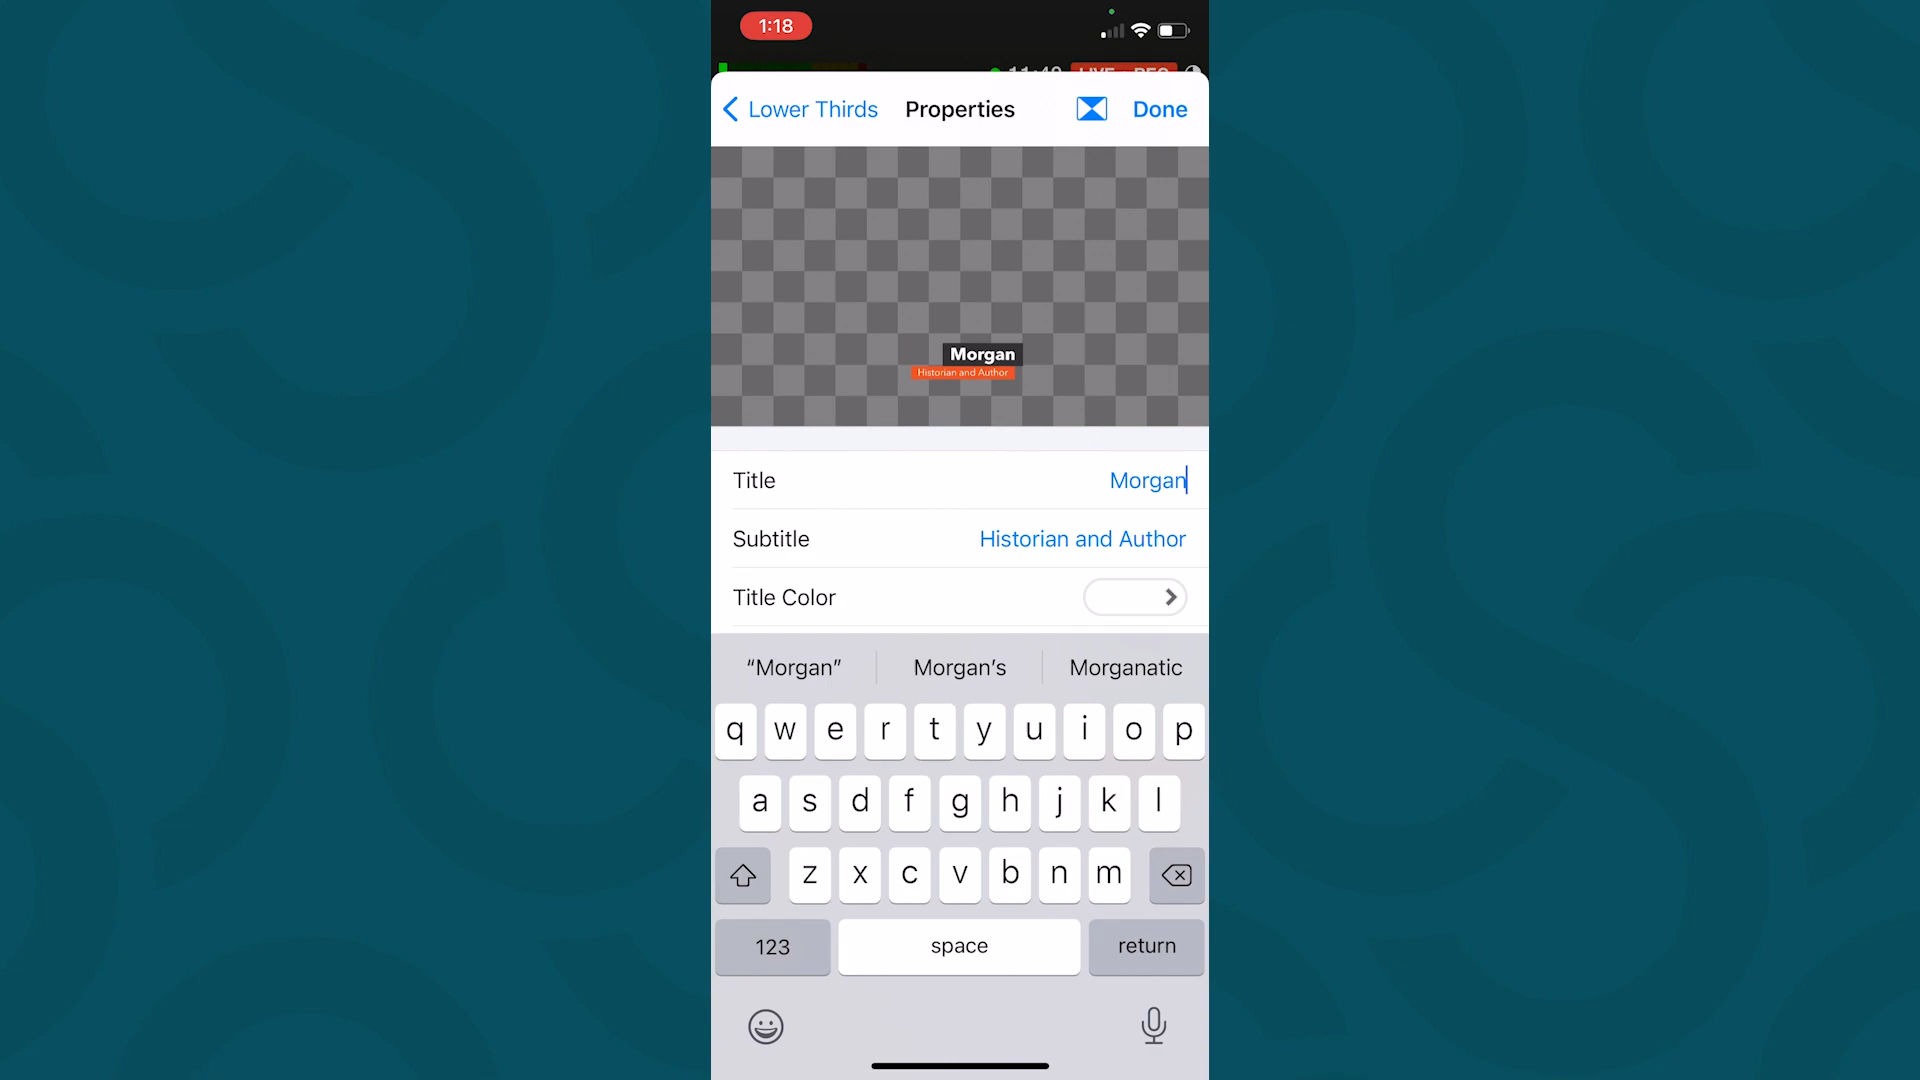 1:18
Lower Thirds Properties Done
Morgan
Historian and Author
Title Morgan
Subtitle Historian and Author
Title Color
“Morgan” Morgan’s Morganatic
q w e r t y u i o p
a s d f g h j k l
z x c v b n m
123 space return